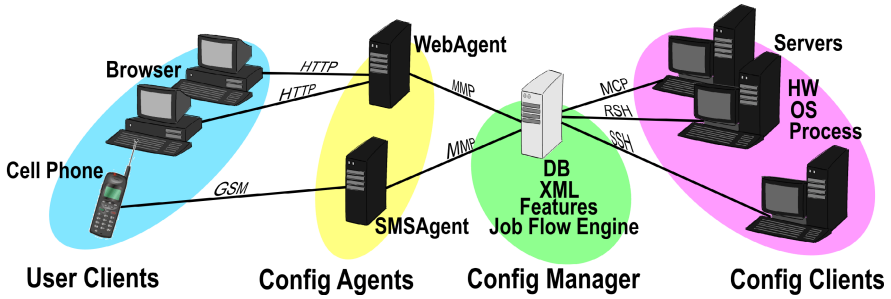 Browser
HTTP
HTTP
Cell Phone
GSM
User Clients
WebAgent
SMSAgent
Config Agents
MMP
MMP
DB
XML
Features
Job Flow Engine
Config Manager
MCP
RSH
SSH
Servers
HW
OS
Process
Config Clients